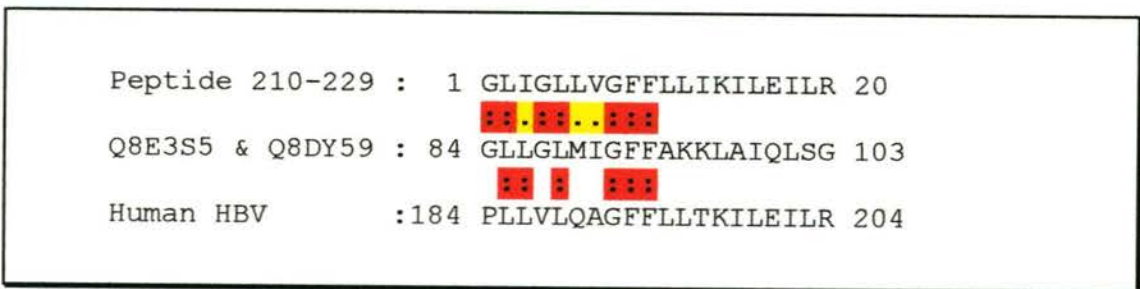 Peptide 210-229 : 1 GLIGLLVGFFLLIKILEILR 20
::.::..:::
Q8E3S5 & Q8DY59 : 84 GLLGLMIGFFAKKLAIQLSG 103
:: : :::
Human HBV :184 PLLVLQAGFFLLTKILEILR 204